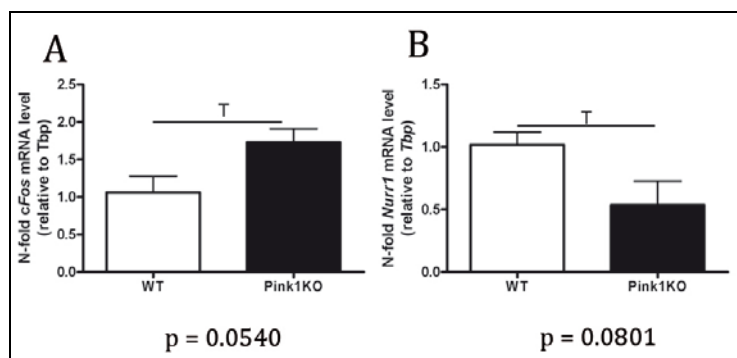 A
N-fold cFos mRNA level
(relative to Tbp)
2.5
2.0
1.5
1.0
0.5
0.0
T
WT
Pink1KO
p = 0.0540
B
N-fold Nurr1 mRNA level
(relative to Tbp)
1.5
1.0
0.5
0.0
T
WT
Pink1KO
p = 0.0801